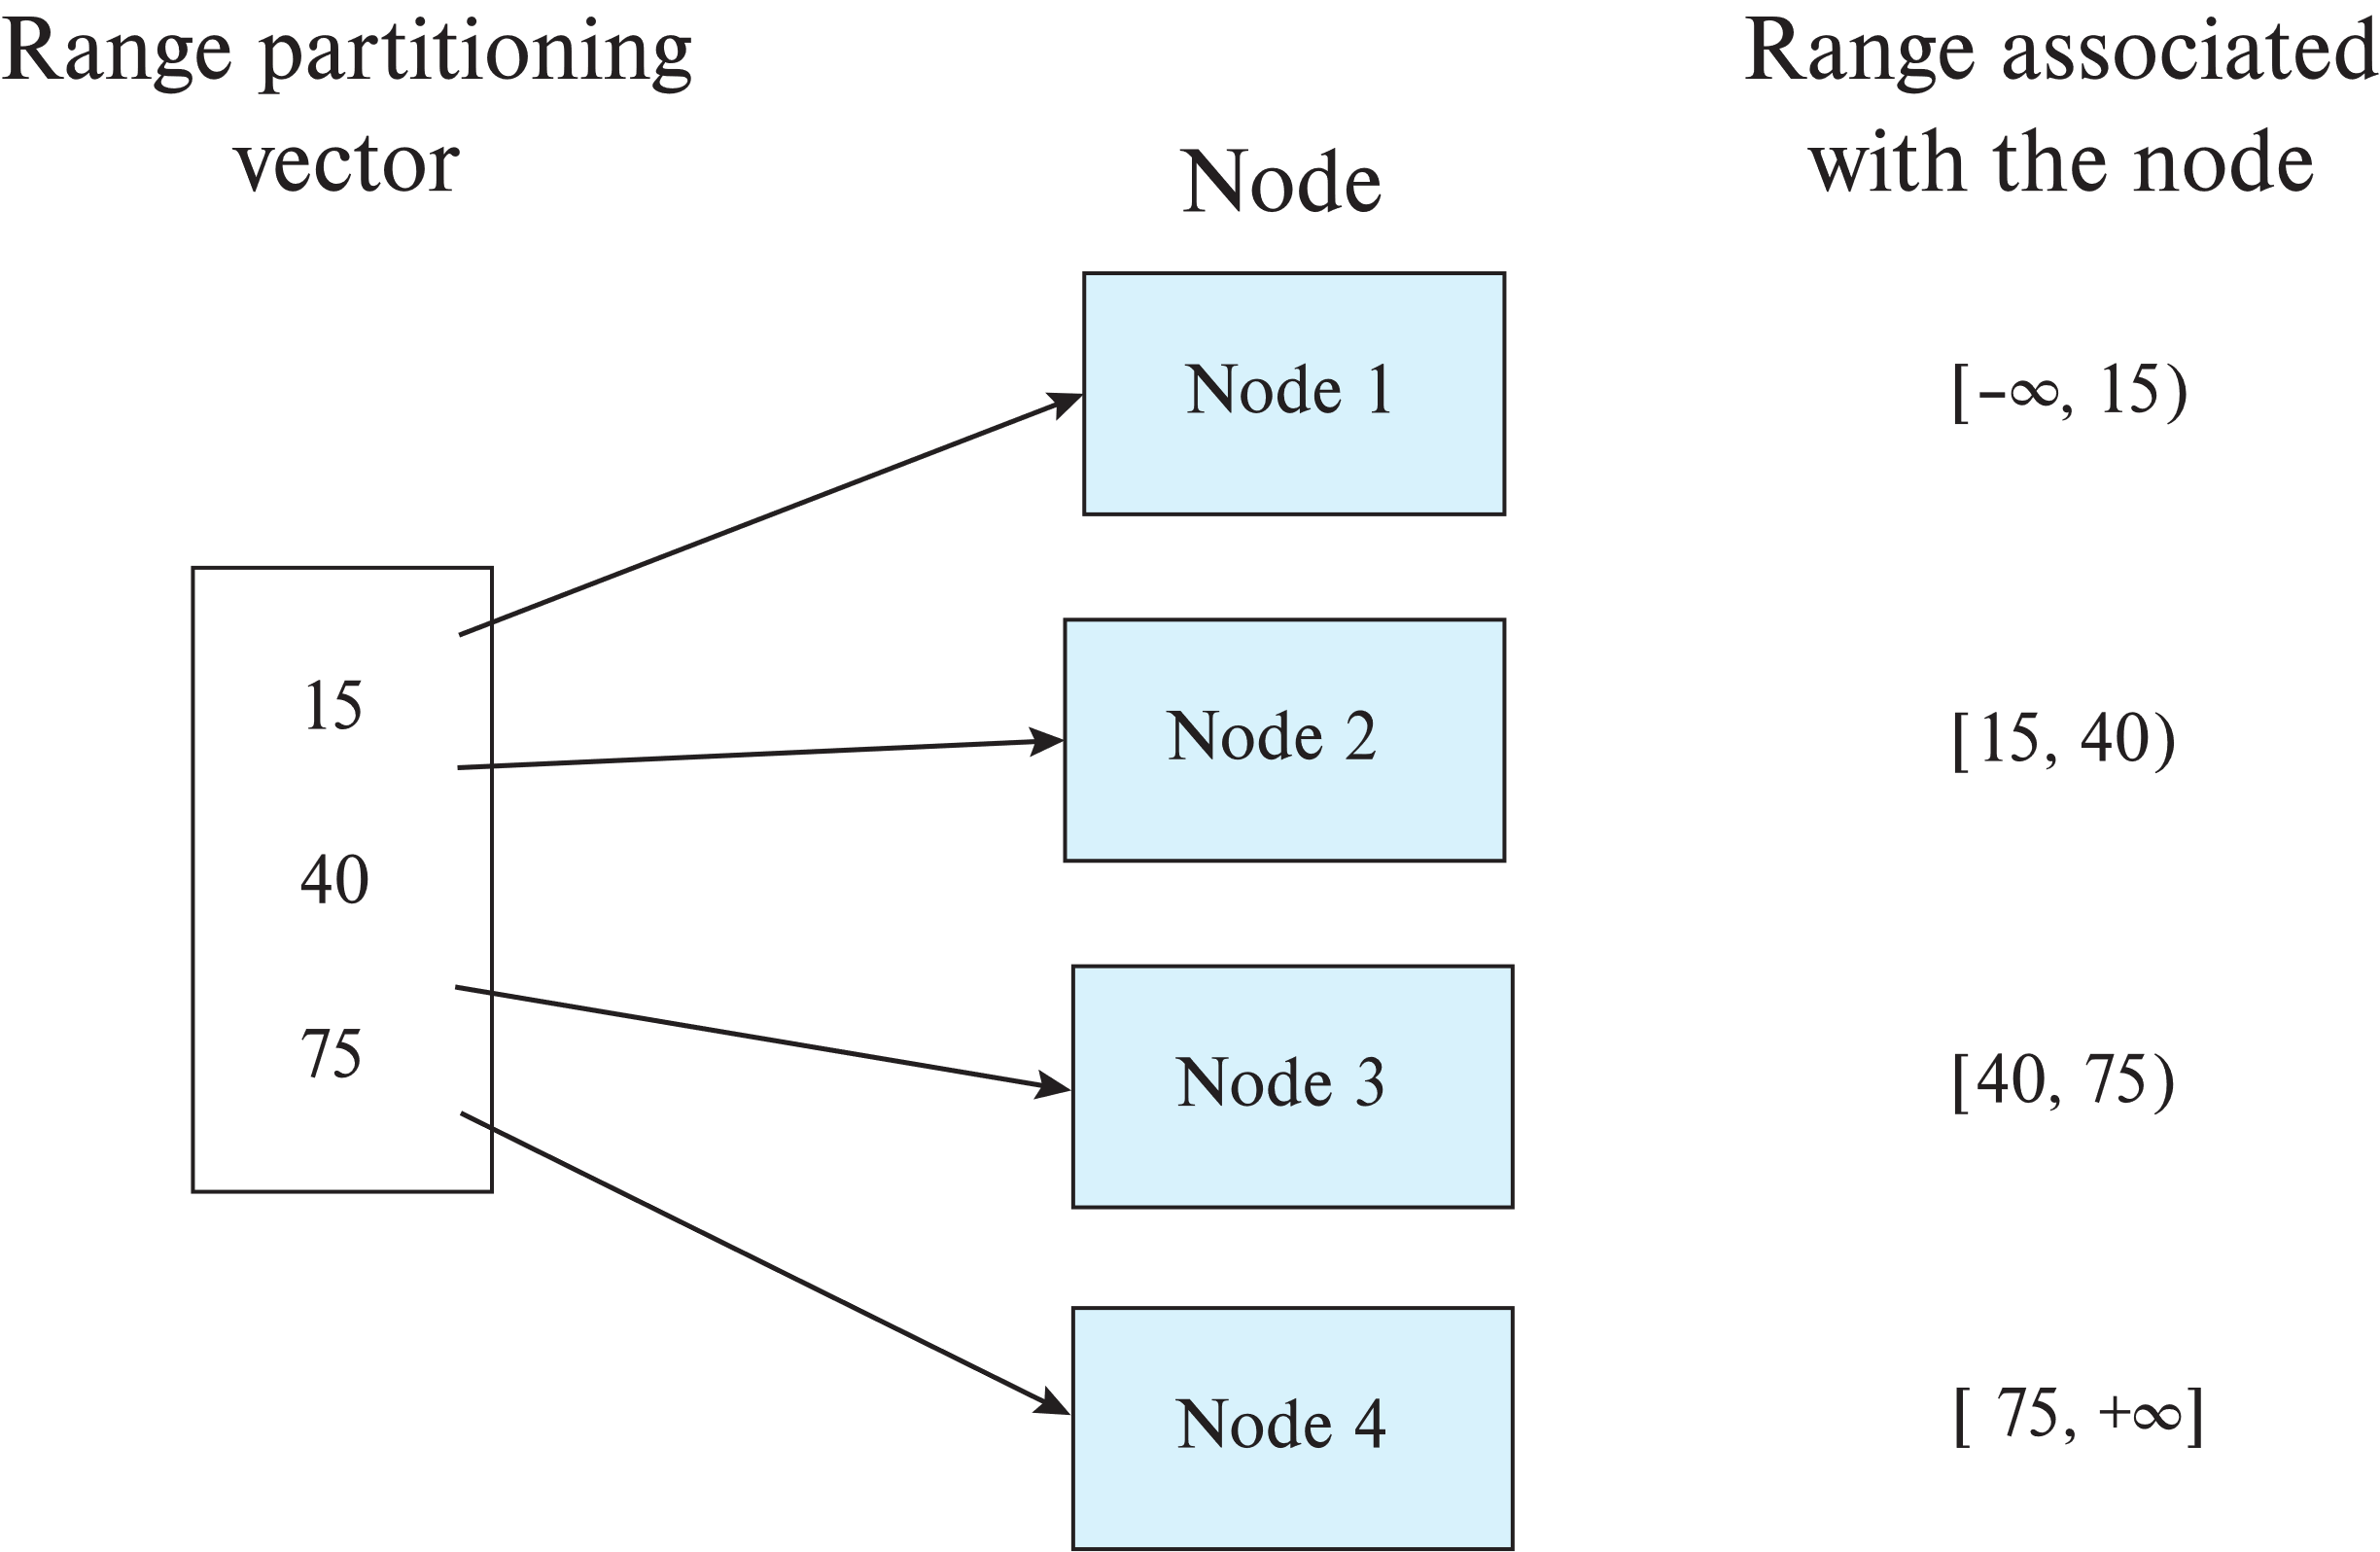 Range partitioning
vector
Node
Range associated
with the node
15
40
75
Node 1
[-∞, 15)
Node 2
[15, 40)
Node 3
[40, 75)
Node 4
[ 75, +∞]